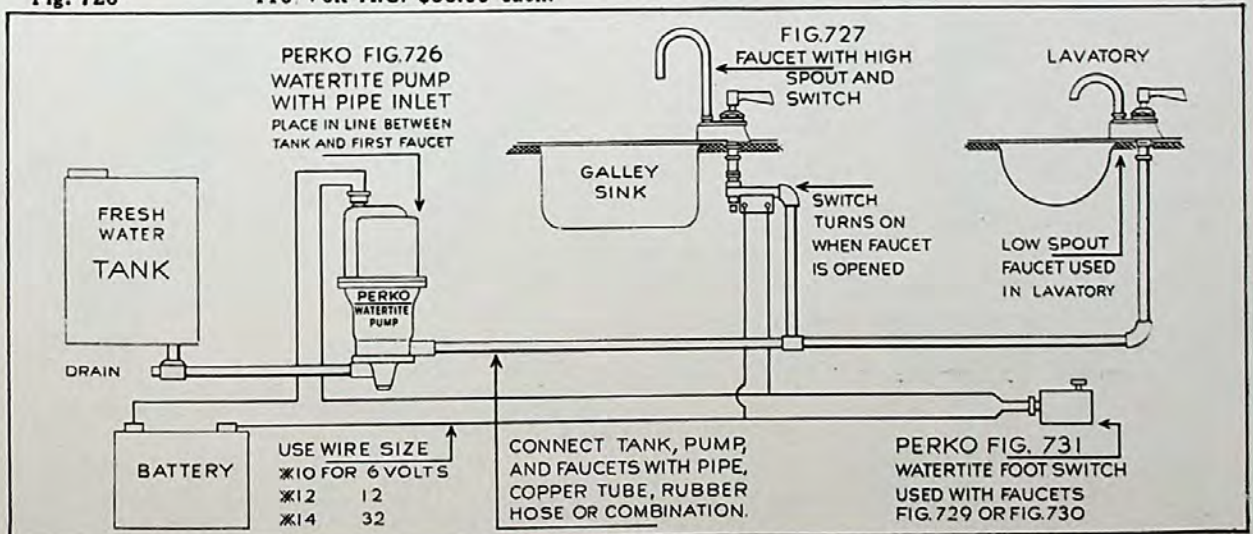 PERKO FIG.726
WATERTITE PUMP
WITH PIPE INLET
PLACE IN LINE BETWEEN
TANK AND FIRST FAUCET
FIG.727
FAUCET WITH HIGH
SPOUT AND
SWITCH
LAVATORY
FRESH
WATER
TANK
PERKO
WATERTITE
PUMP
GALLEY
SINK
SWITCH
TURNS ON
WHEN FAUCET
IS OPENED
LOW SPOUT
FAUCET USED
IN LAVATORY
DRAIN
BATTERY
USE WIRE SIZE
※10 FOR 6 VOLTS
※12 12
※14 32
CONNECT TANK, PUMP,
AND FAUCETS WITH PIPE,
COPPER TUBE, RUBBER
HOSE OR COMBINATION.
PERKO FIG. 731
WATERTITE FOOT SWITCH
USED WITH FAUCETS
FIG.729 OR FIG.730